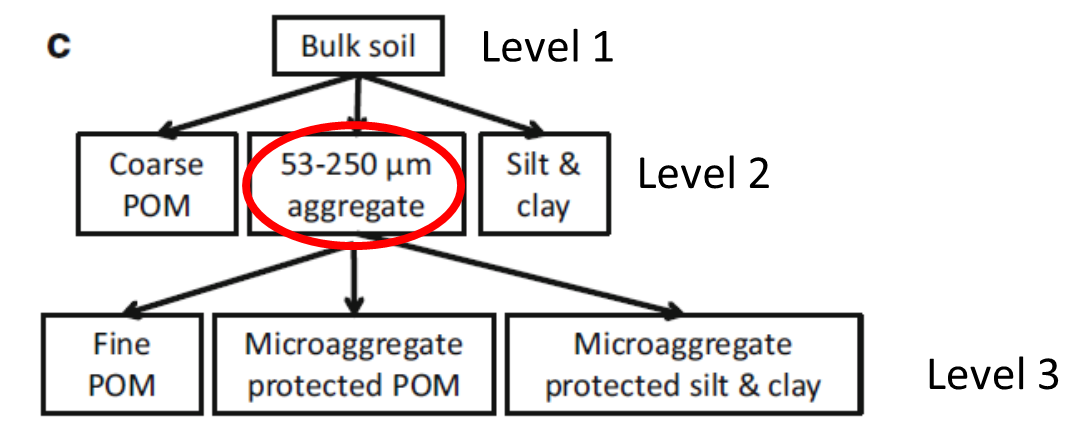 c
Bulk soil
Level 1
Coarse
POM
53-250 µm
aggregate
Silt &
clay
Level 2
Fine
POM
Microaggregate
protected POM
Microaggregate
protected silt & clay
Level 3